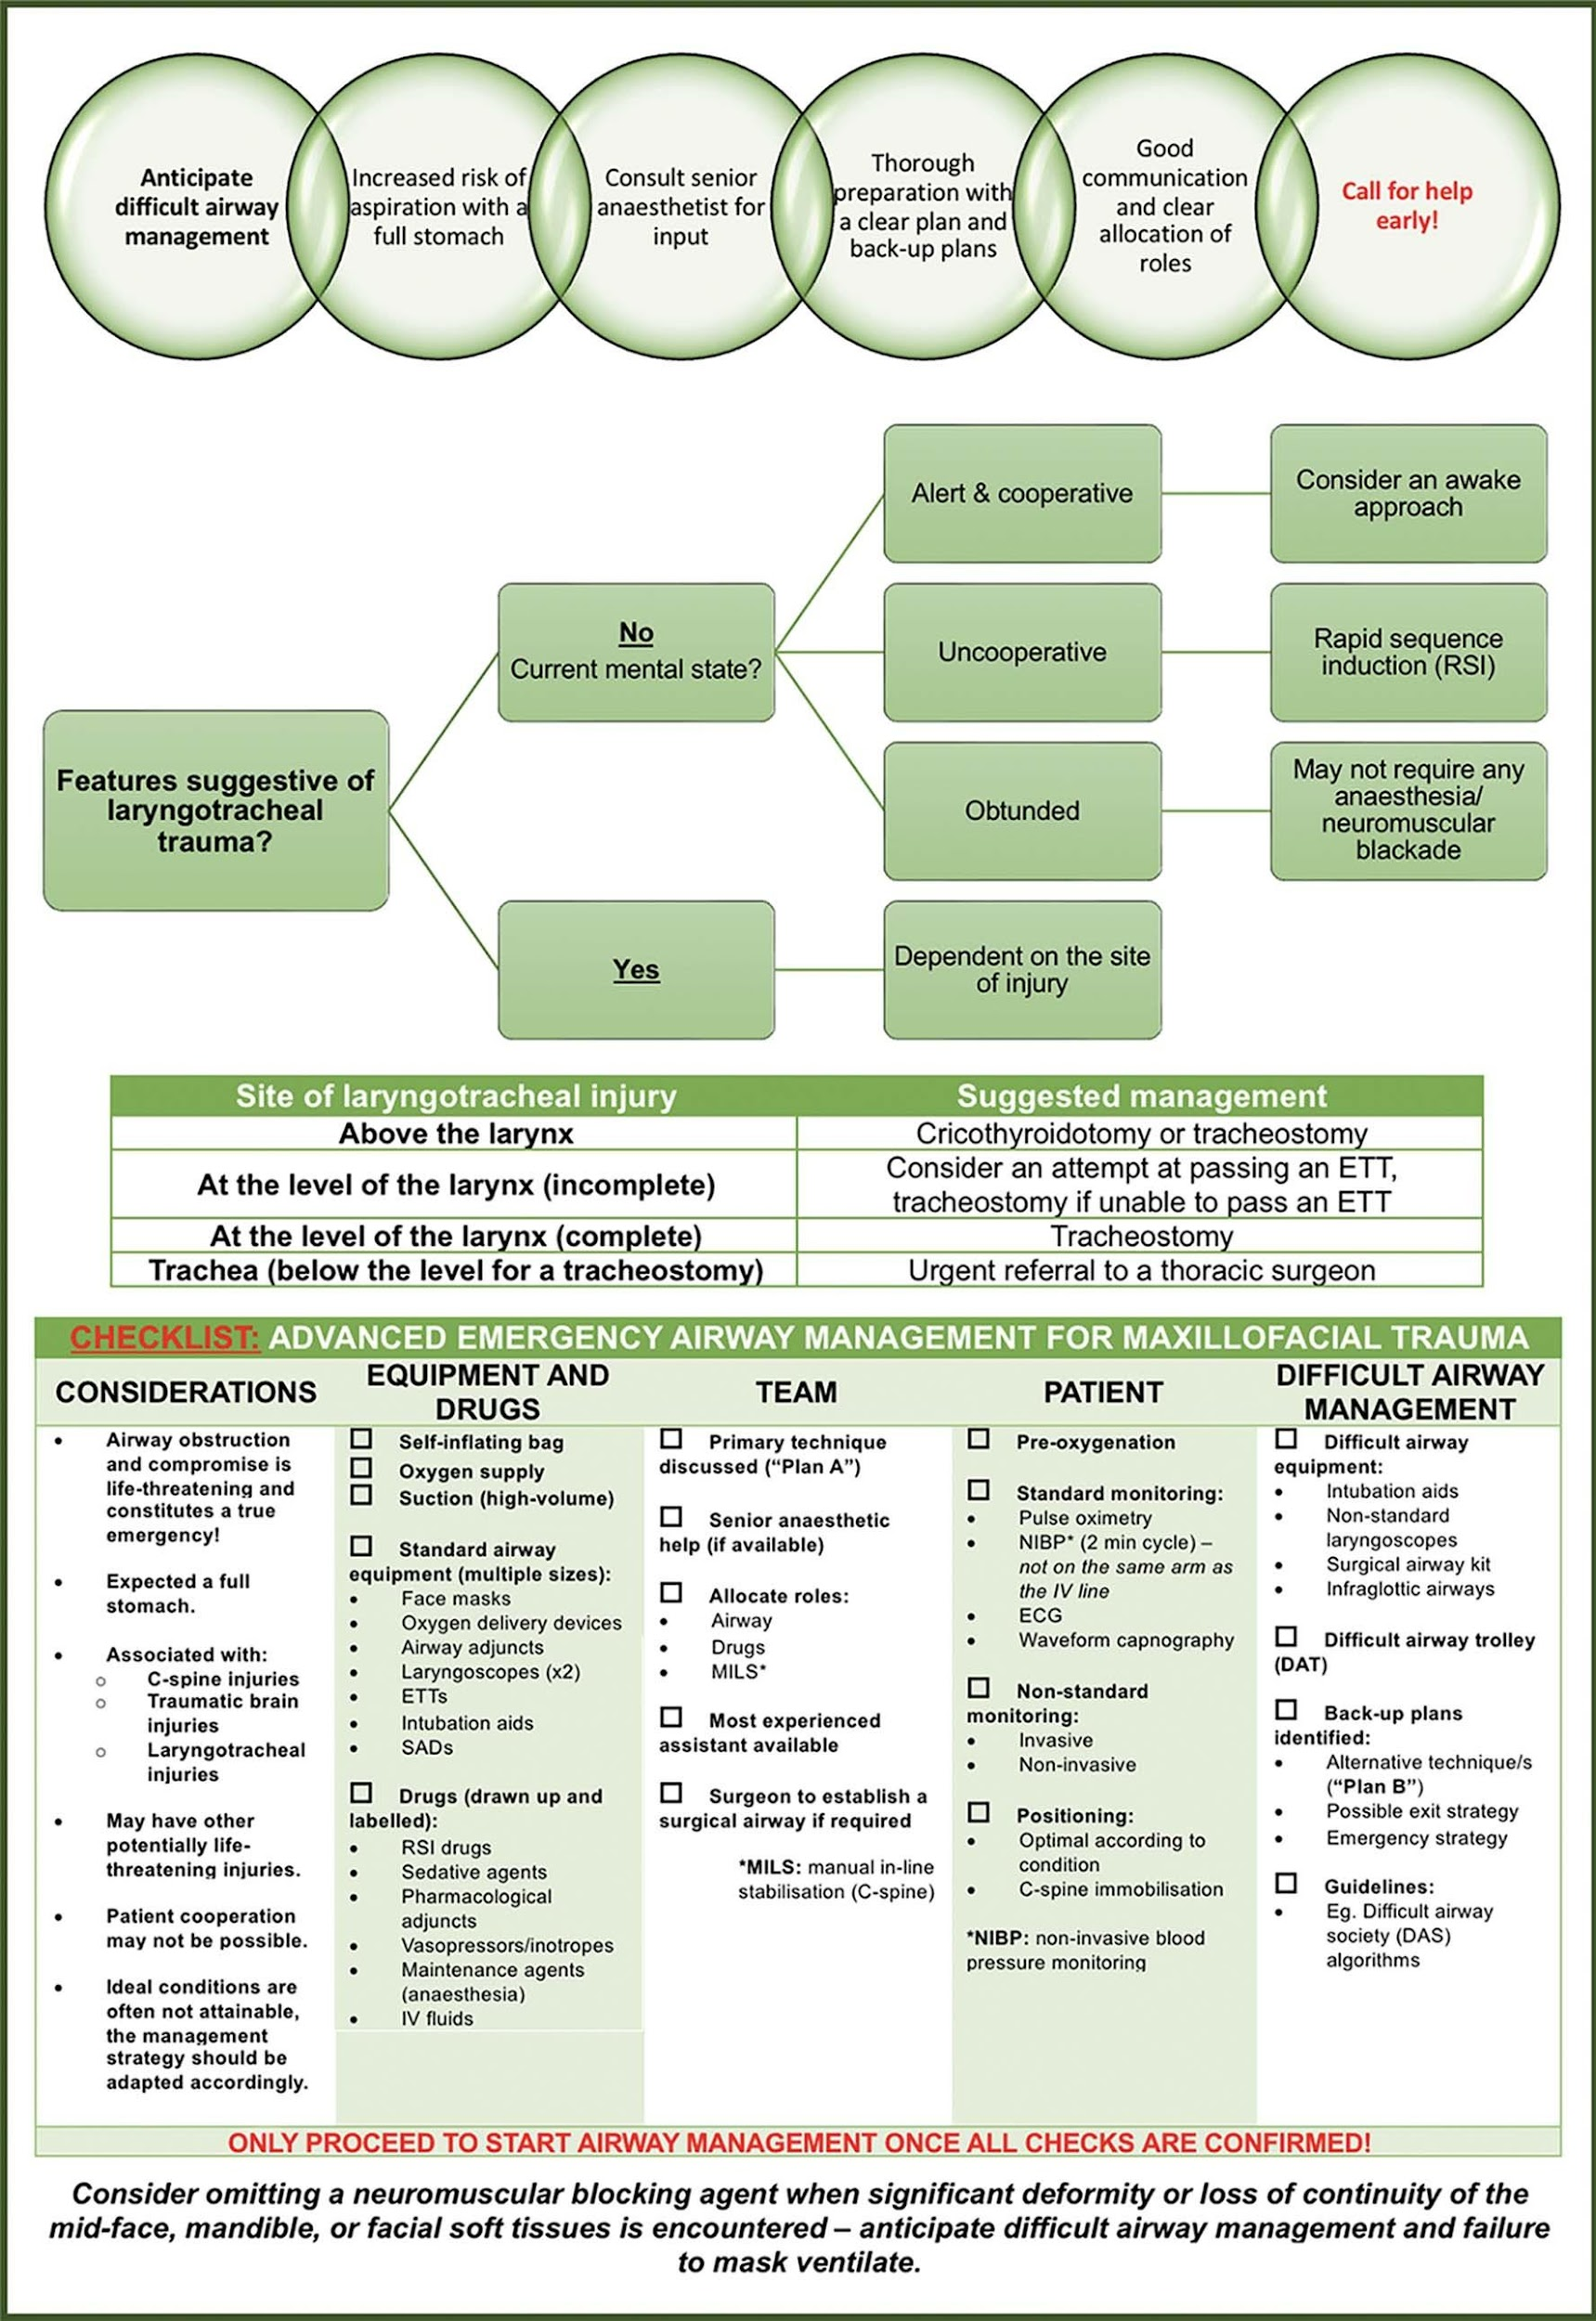 Anticipate
difficult airway
management
Increased risk of
aspiration with a
full stomach
Consult senior
anaesthetist for
input
Thorough
preparation with
a clear plan and
back-up plans
Good
communication
and clear
allocation of
roles
Call for help
early!
Features suggestive of
laryngotracheal
trauma?
No
Current mental state?
Alert & cooperative
Consider an awake
approach
Uncooperative
Rapid sequence
induction (RSI)
Obtunded
May not require any
anaesthesia/
neuromuscular
blackade
Yes
Dependent on the site
of injury
Site of laryngotracheal injury
Suggested management
Above the larynx
Cricothyroidotomy or tracheostomy
At the level of the larynx (incomplete)
Consider an attempt at passing an ETT,
tracheostomy if unable to pass an ETT
At the level of the larynx (complete)
Tracheostomy
Trachea (below the level for a tracheostomy)
Urgent referral to a thoracic surgeon
CHECKLIST: ADVANCED EMERGENCY AIRWAY MANAGEMENT FOR MAXILLOFACIAL TRAUMA
CONSIDERATIONS
• Airway obstruction
and compromise is
life-threatening and
constitutes a true
emergency!
• Expected a full
stomach.
• Associated with:
o C-spine injuries
o Traumatic brain
injuries
o Laryngotracheal
injuries
• May have other
potentially life-
threatening injuries.
• Patient cooperation
may not be possible.
• Ideal conditions are
often not attainable,
the management
strategy should be
adapted accordingly.
EQUIPMENT AND
DRUGS
☐ Self-inflating bag
☐ Oxygen supply
☐ Suction (high-volume)
☐ Standard airway
equipment (multiple sizes):
• Face masks
• Oxygen delivery devices
• Airway adjuncts
• Laryngoscopes (x2)
• ETTs
• Intubation aids
• SADs
☐ Drugs (drawn up and
labelled):
• RSI drugs
• Sedative agents
• Pharmacological
adjuncts
• Vasopressors/inotropes
• Maintenance agents
(anaesthesia)
• IV fluids
TEAM
☐ Primary technique
discussed (“Plan A”)
☐ Senior anaesthetic
help (if available)
☐ Allocate roles:
• Airway
• Drugs
• MILS*
☐ Most experienced
assistant available
☐ Surgeon to establish a
surgical airway if required
*MILS: manual in-line
stabilisation (C-spine)
PATIENT
☐ Pre-oxygenation
☐ Standard monitoring:
• Pulse oximetry
• NIBP* (2 min cycle) –
not on the same arm as
the IV line
• ECG
• Waveform capnography
☐ Non-standard
monitoring:
• Invasive
• Non-invasive
☐ Positioning:
• Optimal according to
condition
• C-spine immobilisation
*NIBP: non-invasive blood
pressure monitoring
DIFFICULT AIRWAY
MANAGEMENT
☐ Difficult airway
equipment:
• Intubation aids
• Non-standard
laryngoscopes
• Surgical airway kit
• Infraglottic airways
☐ Difficult airway trolley
(DAT)
☐ Back-up plans
identified:
• Alternative technique/s
(“Plan B”)
• Possible exit strategy
• Emergency strategy
☐ Guidelines:
• Eg. Difficult airway
society (DAS)
algorithms
ONLY PROCEED TO START AIRWAY MANAGEMENT ONCE ALL CHECKS ARE CONFIRMED!
Consider omitting a neuromuscular blocking agent when significant deformity or loss of continuity of the
mid-face, mandible, or facial soft tissues is encountered – anticipate difficult airway management and failure
to mask ventilate.